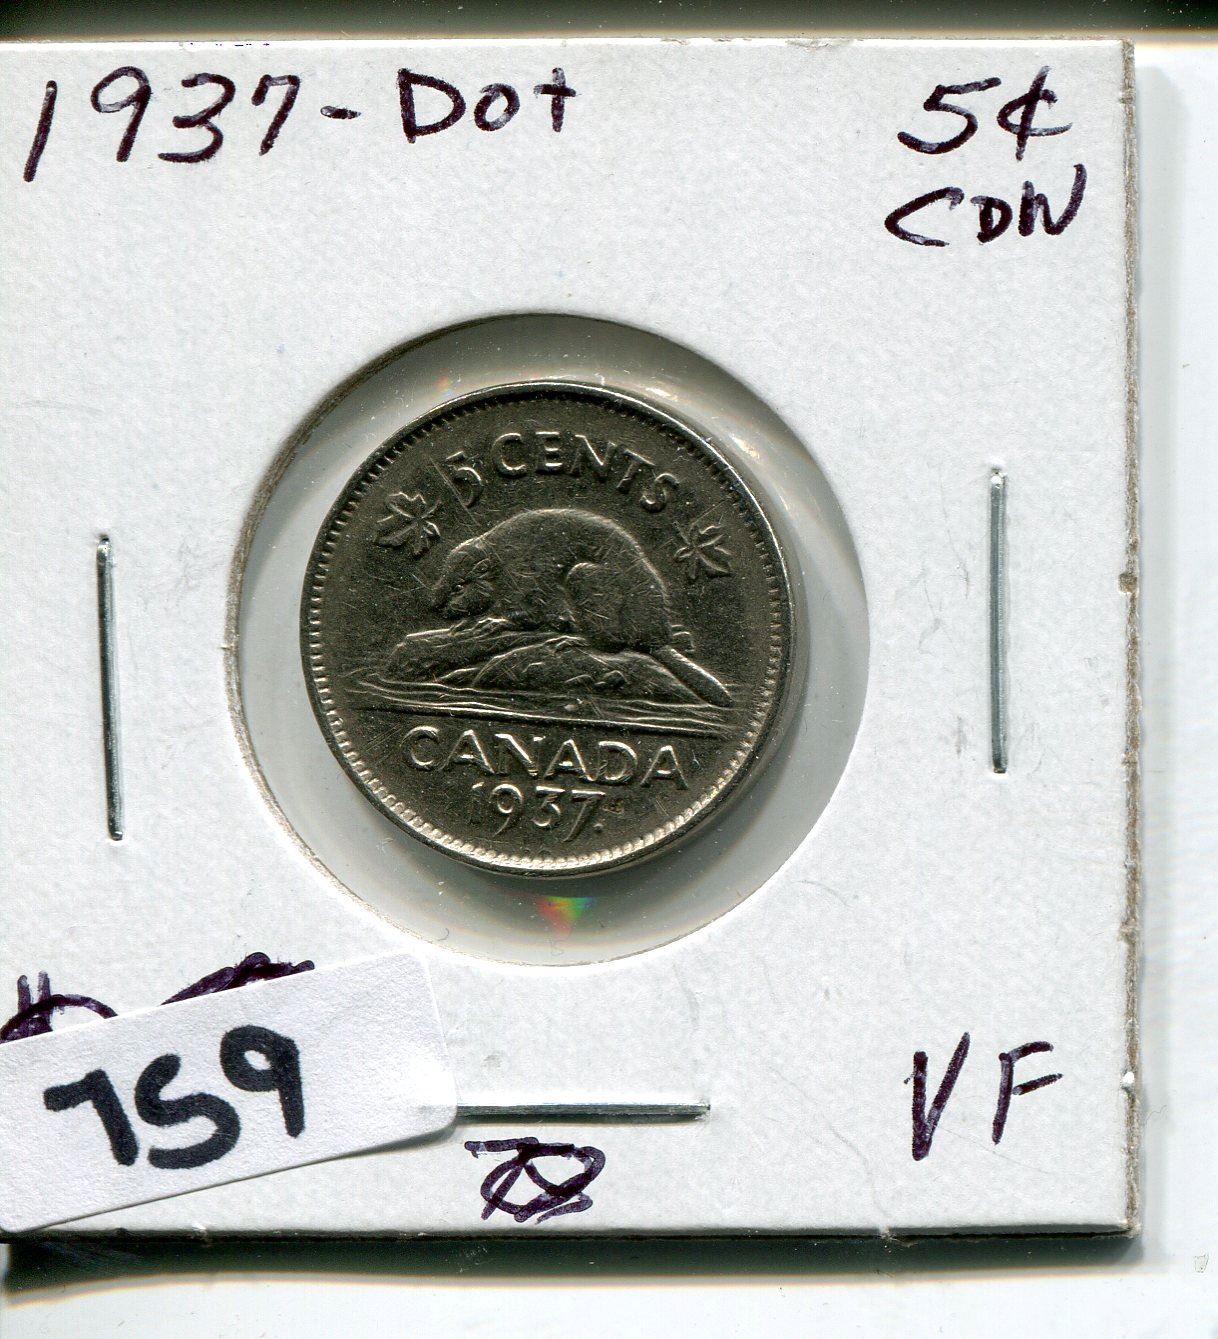 1937-Dot 5¢
CDN
5 CENTS
CANADA
1937.
$
759
VF